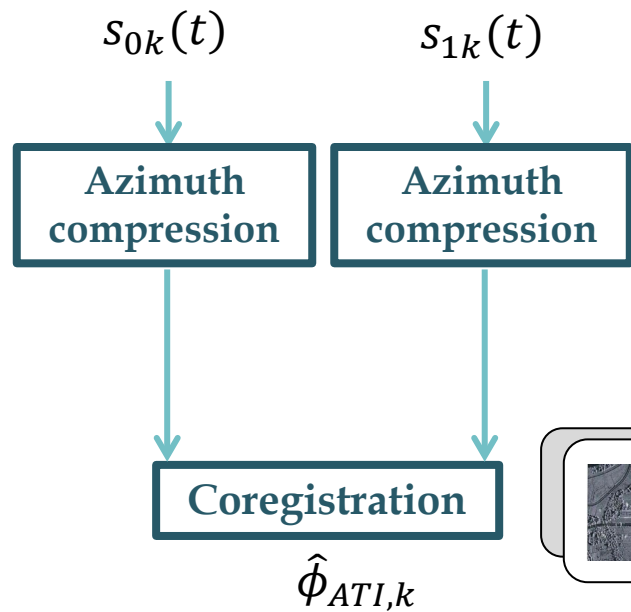 s₀ₖ(t) s₁ₖ(t)
Azimuth compression
Azimuth compression
Coregistration
ϕ̂_{ATI,k}